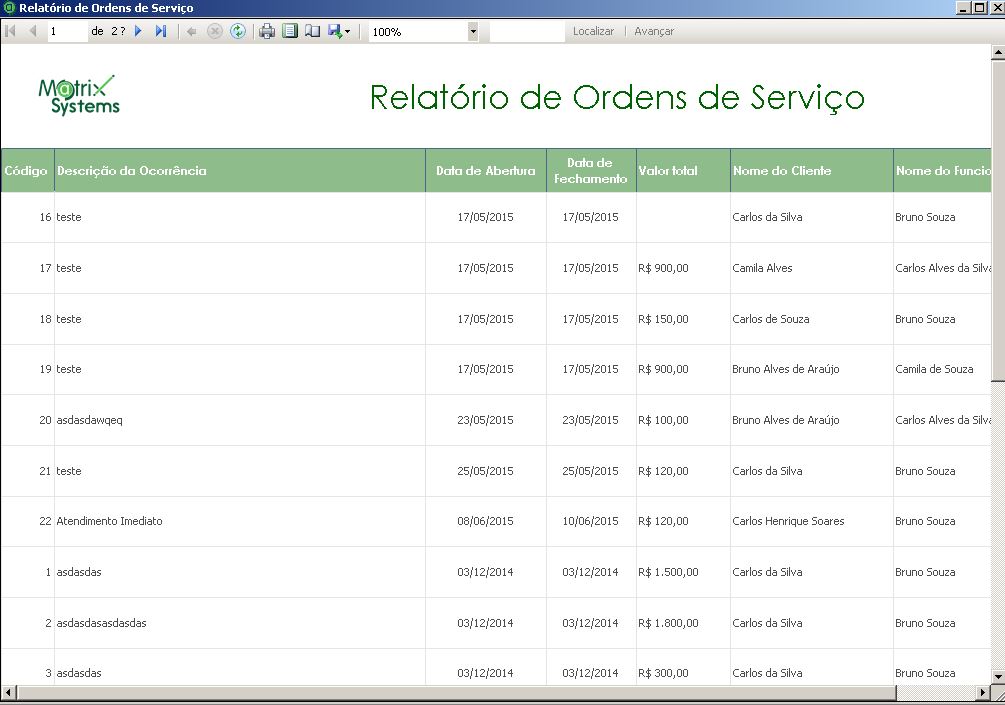 Relatório de Ordens de Serviço
1 de 2? 100% Localizar | Avançar
Matrix
Systems
Relatório de Ordens de Serviço
Código Descrição da Ocorrência Data de Abertura Data de Fechamento Valor total Nome do Cliente Nome do Funcio
16 teste 17/05/2015 17/05/2015 Carlos da Silva Bruno Souza
17 teste 17/05/2015 17/05/2015 R$ 900,00 Camila Alves Carlos Alves da Silva
18 teste 17/05/2015 17/05/2015 R$ 150,00 Carlos de Souza Bruno Souza
19 teste 17/05/2015 17/05/2015 R$ 900,00 Bruno Alves de Araújo Camila de Souza
20 asdasdawqeq 23/05/2015 23/05/2015 R$ 100,00 Bruno Alves de Araújo Carlos Alves da Silva
21 teste 25/05/2015 25/05/2015 R$ 120,00 Carlos da Silva Bruno Souza
22 Atendimento Imediato 08/06/2015 10/06/2015 R$ 120,00 Carlos Henrique Soares Bruno Souza
1 asdasdas 03/12/2014 03/12/2014 R$ 1.500,00 Carlos da Silva Bruno Souza
2 asdasdasasdasdas 03/12/2014 03/12/2014 R$ 1.800,00 Carlos da Silva Bruno Souza
3 asdasdas 03/12/2014 03/12/2014 R$ 300,00 Carlos da Silva Bruno Souza